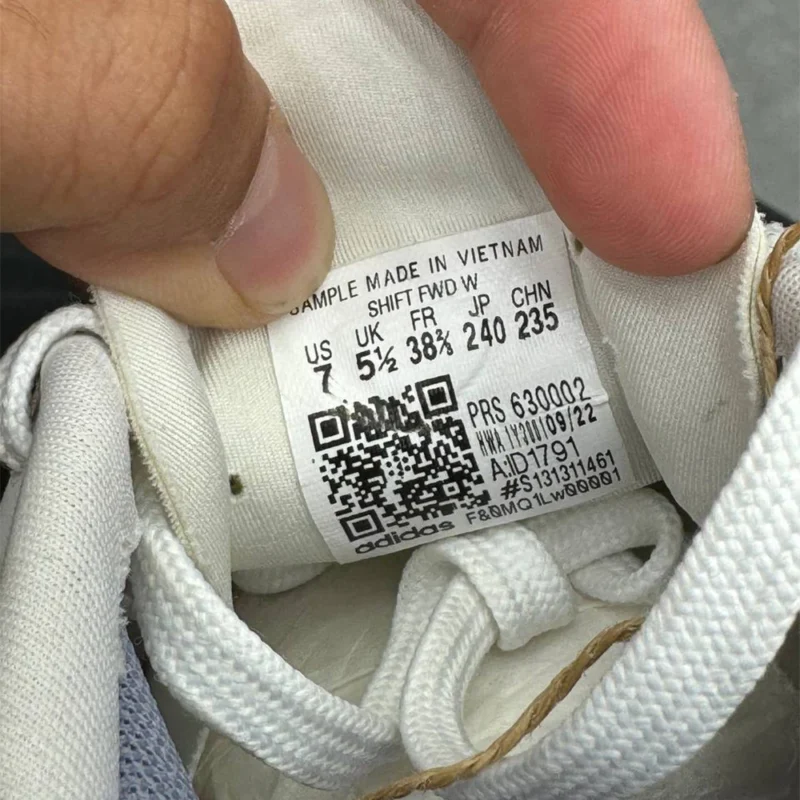 SAMPLE MADE IN VIETNAM
SHIFT FWD W
US UK FR JP CHN
7 5½ 38⅔ 240 235
PRS 630002
09/22
A:ID1791
#S131311461
F&0MQ1Lw00001
adidas